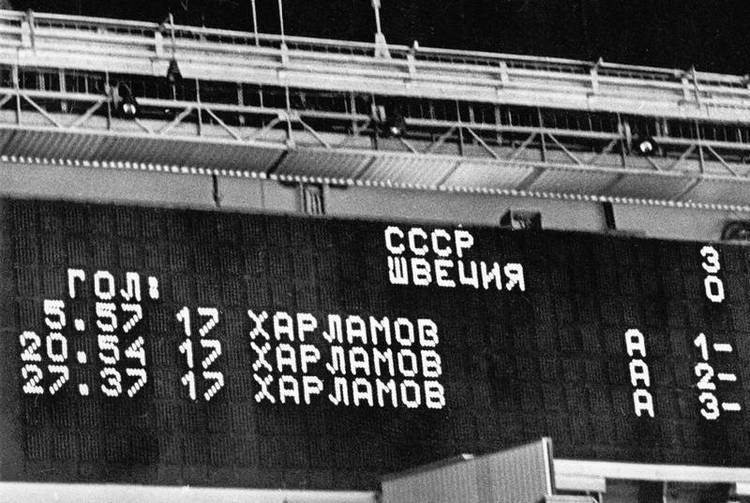 СССР 3
ШВЕЦИЯ 0
ГОЛ:
5.57 17 ХАРЛАМОВ А 1-
20.54 17 ХАРЛАМОВ А 2-
27.37 17 ХАРЛАМОВ А 3-